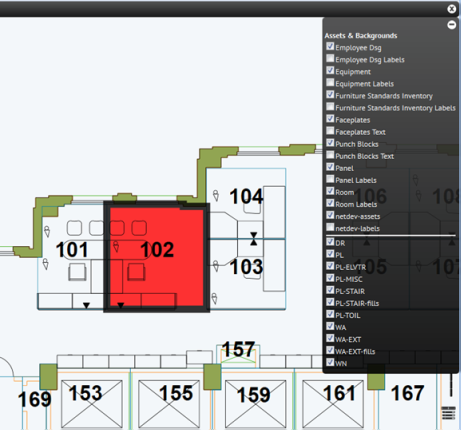 Assets & Backgrounds
Employee Dsg
Employee Dsg Labels
Equipment
Equipment Labels
Furniture Standards Inventory
Furniture Standards Inventory Labels
Faceplates
Faceplates Text
Punch Blocks
Punch Blocks Text
Panel
Panel Labels
Room
Room Labels
netdev-assets
netdev-labels
DR
PL
PL-ELVTR
PL-MISC
PL-STAIR
PL-STAIR-fills
PL-TOIL
WA
WA-EXT
WA-EXT-fills
WN
104
106
108
101
102
103
105
107
157
169
153
155
159
161
167